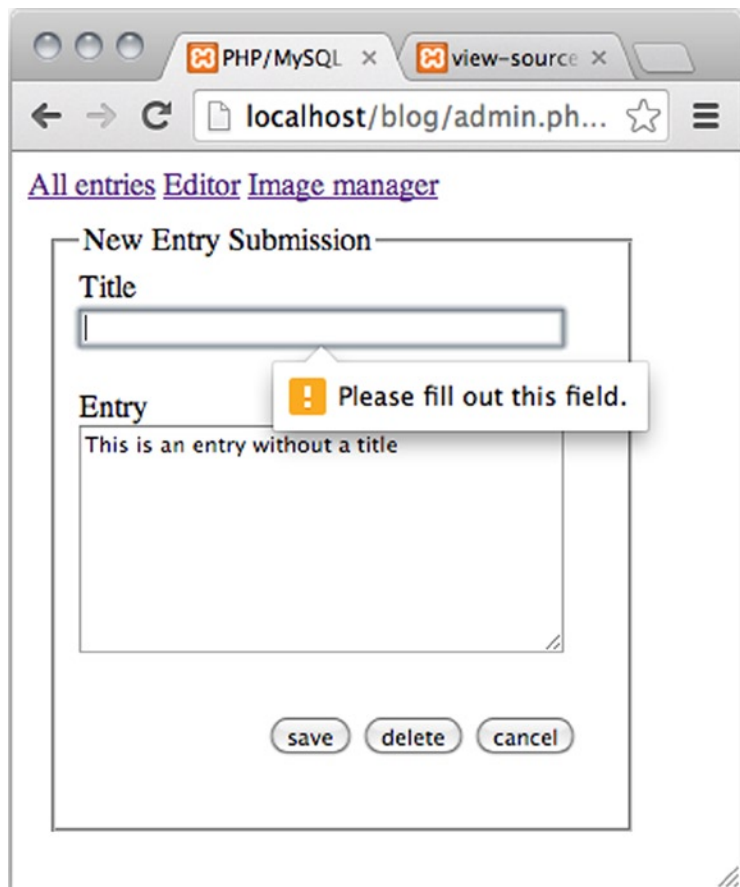 PHP/MySQL
view-source
localhost/blog/admin.ph...
All entries Editor Image manager
New Entry Submission
Title
Please fill out this field.
Entry
This is an entry without a title
save delete cancel